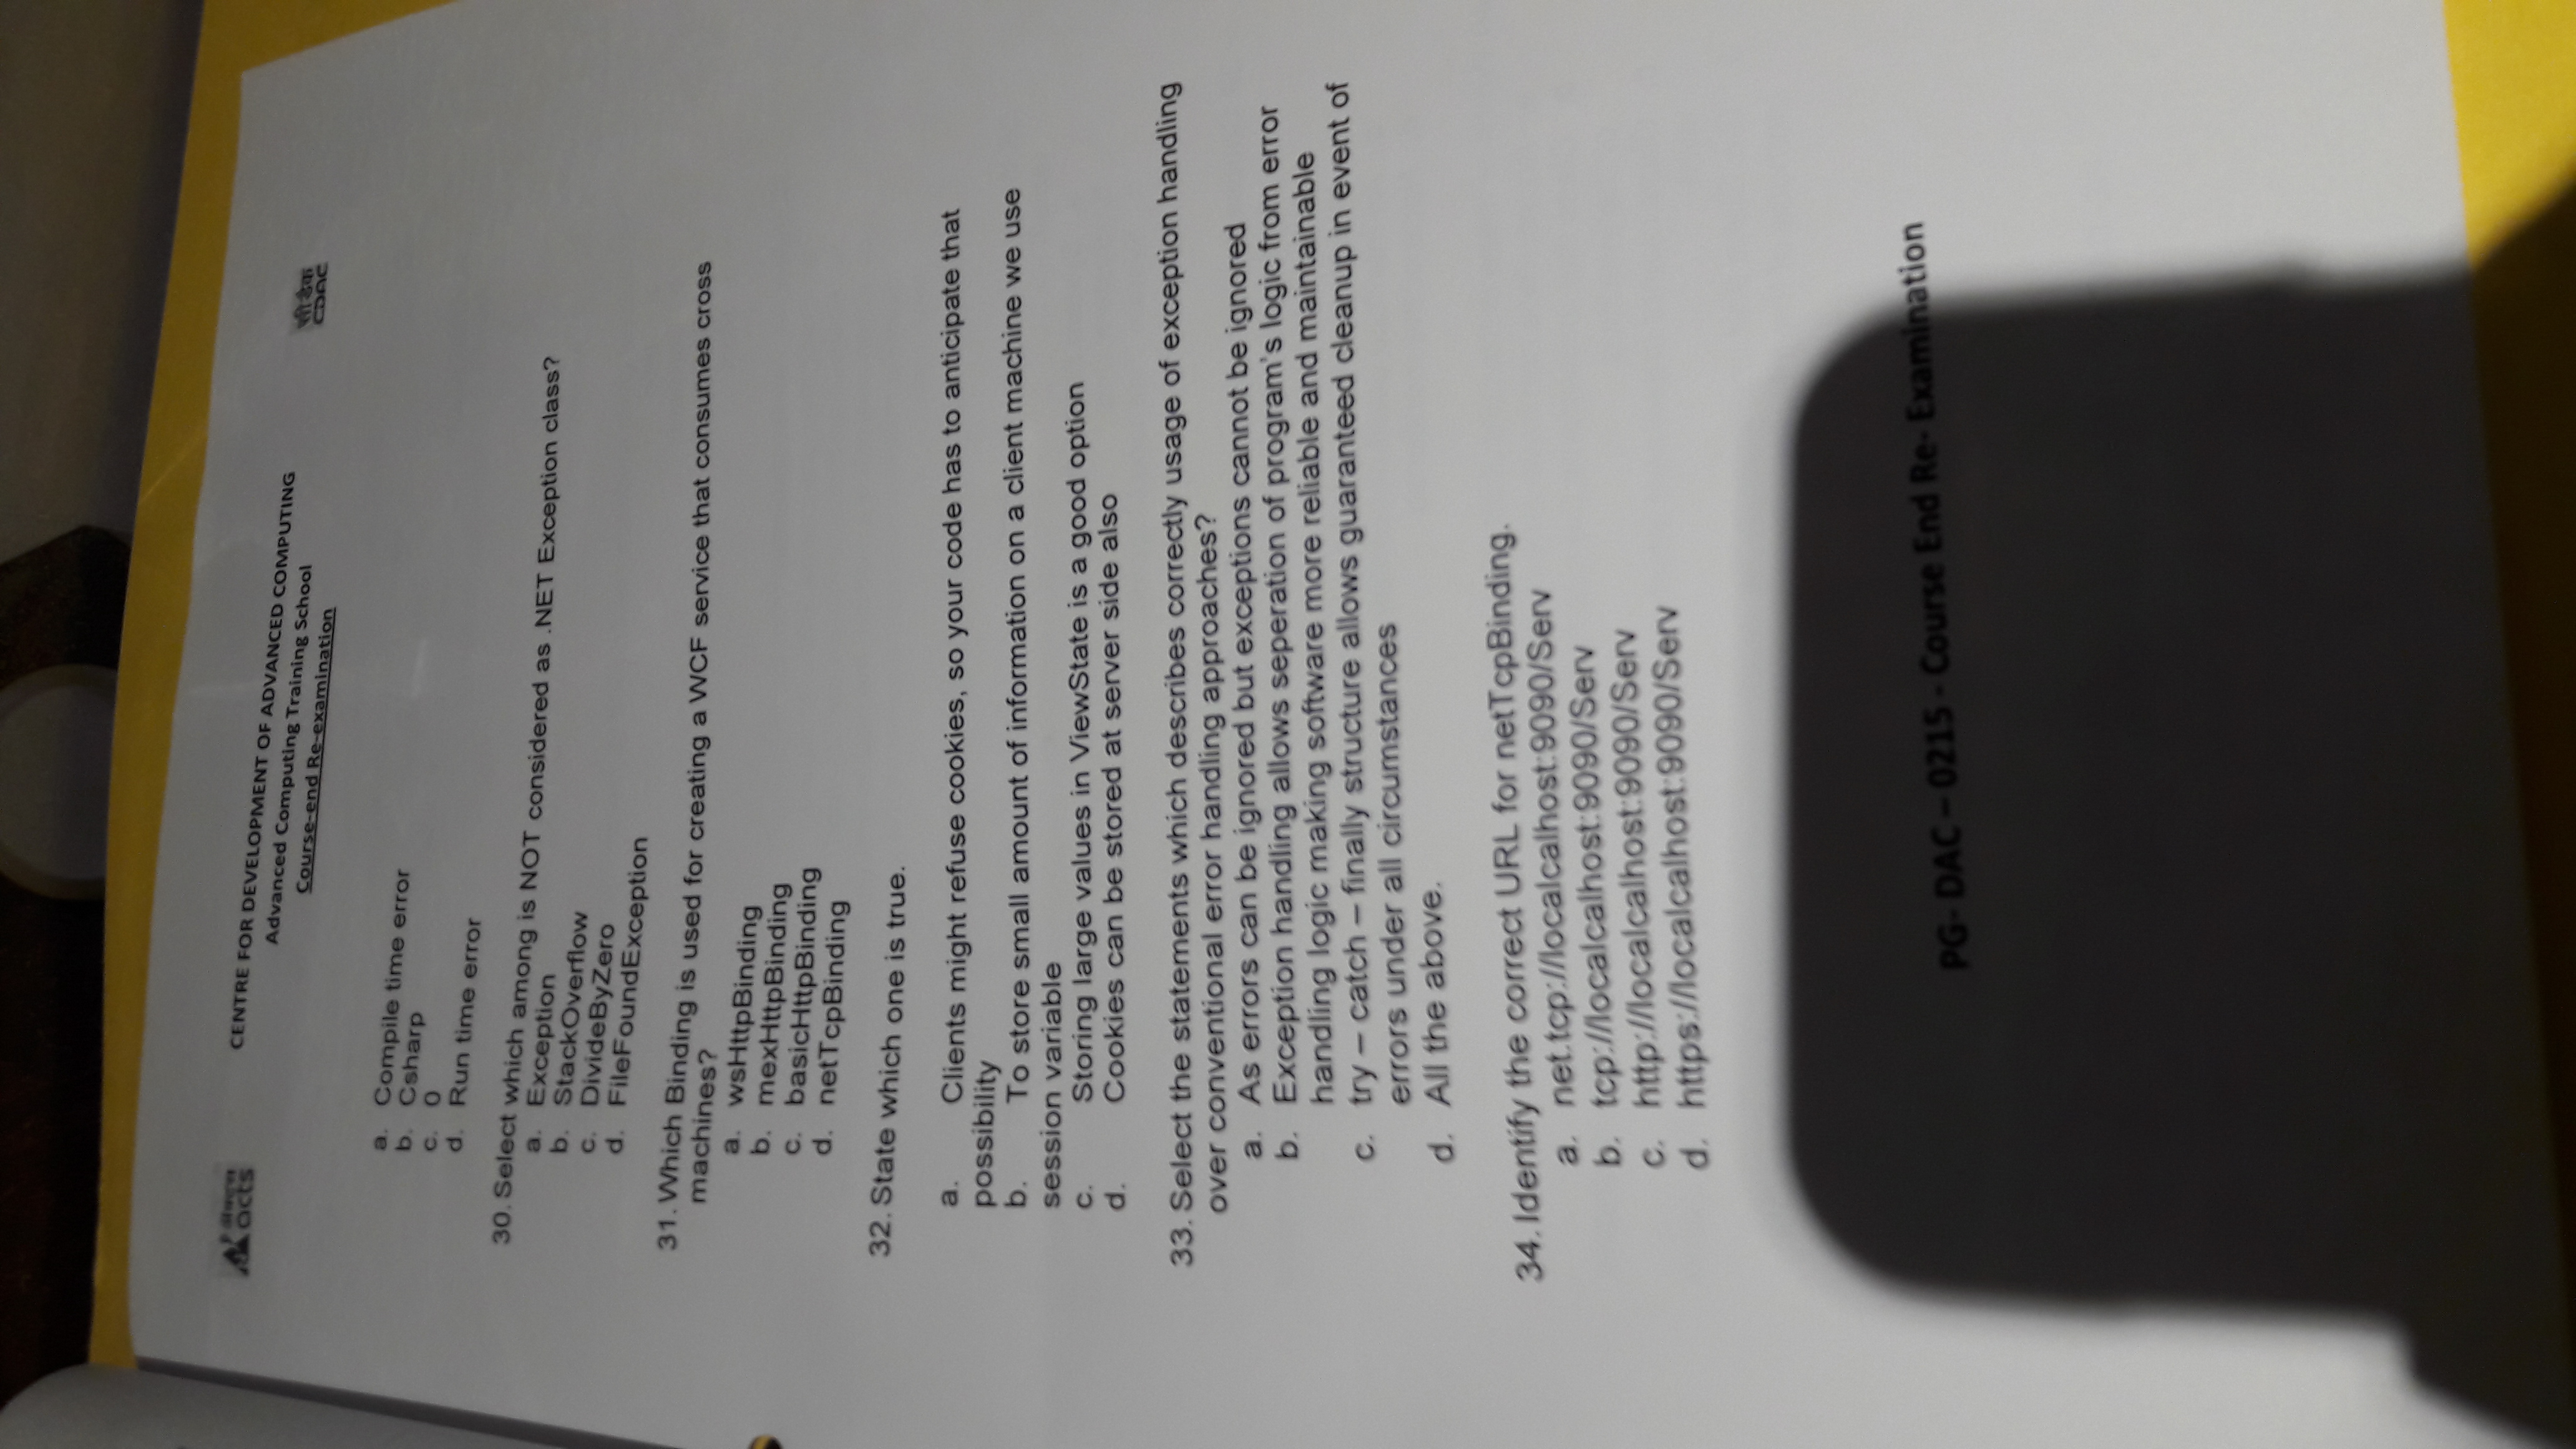 एक्ट्स
acts
CENTRE FOR DEVELOPMENT OF ADVANCED COMPUTING
Advanced Computing Training School
Course-end Re-examination
सी डैक
CDAC
a. Compile time error
b. Csharp
c. 0
d. Run time error
30. Select which among is NOT considered as .NET Exception class?
a. Exception
b. StackOverflow
c. DivideByZero
d. FileFoundException
31. Which Binding is used for creating a WCF service that consumes cross
machines?
a. wsHttpBinding
b. mexHttpBinding
c. basicHttpBinding
d. netTcpBinding
32. State which one is true.
a. Clients might refuse cookies, so your code has to anticipate that
possibility
b. To store small amount of information on a client machine we use
session variable
c. Storing large values in ViewState is a good option
d. Cookies can be stored at server side also
33. Select the statements which describes correctly usage of exception handling
over conventional error handling approaches?
a. As errors can be ignored but exceptions cannot be ignored
b. Exception handling allows seperation of program's logic from error
handling logic making software more reliable and maintainable
c. try – catch – finally structure allows guaranteed cleanup in event of
errors under all circumstances
d. All the above.
34. Identify the correct URL for netTcpBinding.
a. net.tcp://localcalhost:9090/Serv
b. tcp://localcalhost:9090/Serv
c. http://localcalhost:9090/Serv
d. https://localcalhost:9090/Serv
PG- DAC – 0215 - Course End Re- Examination